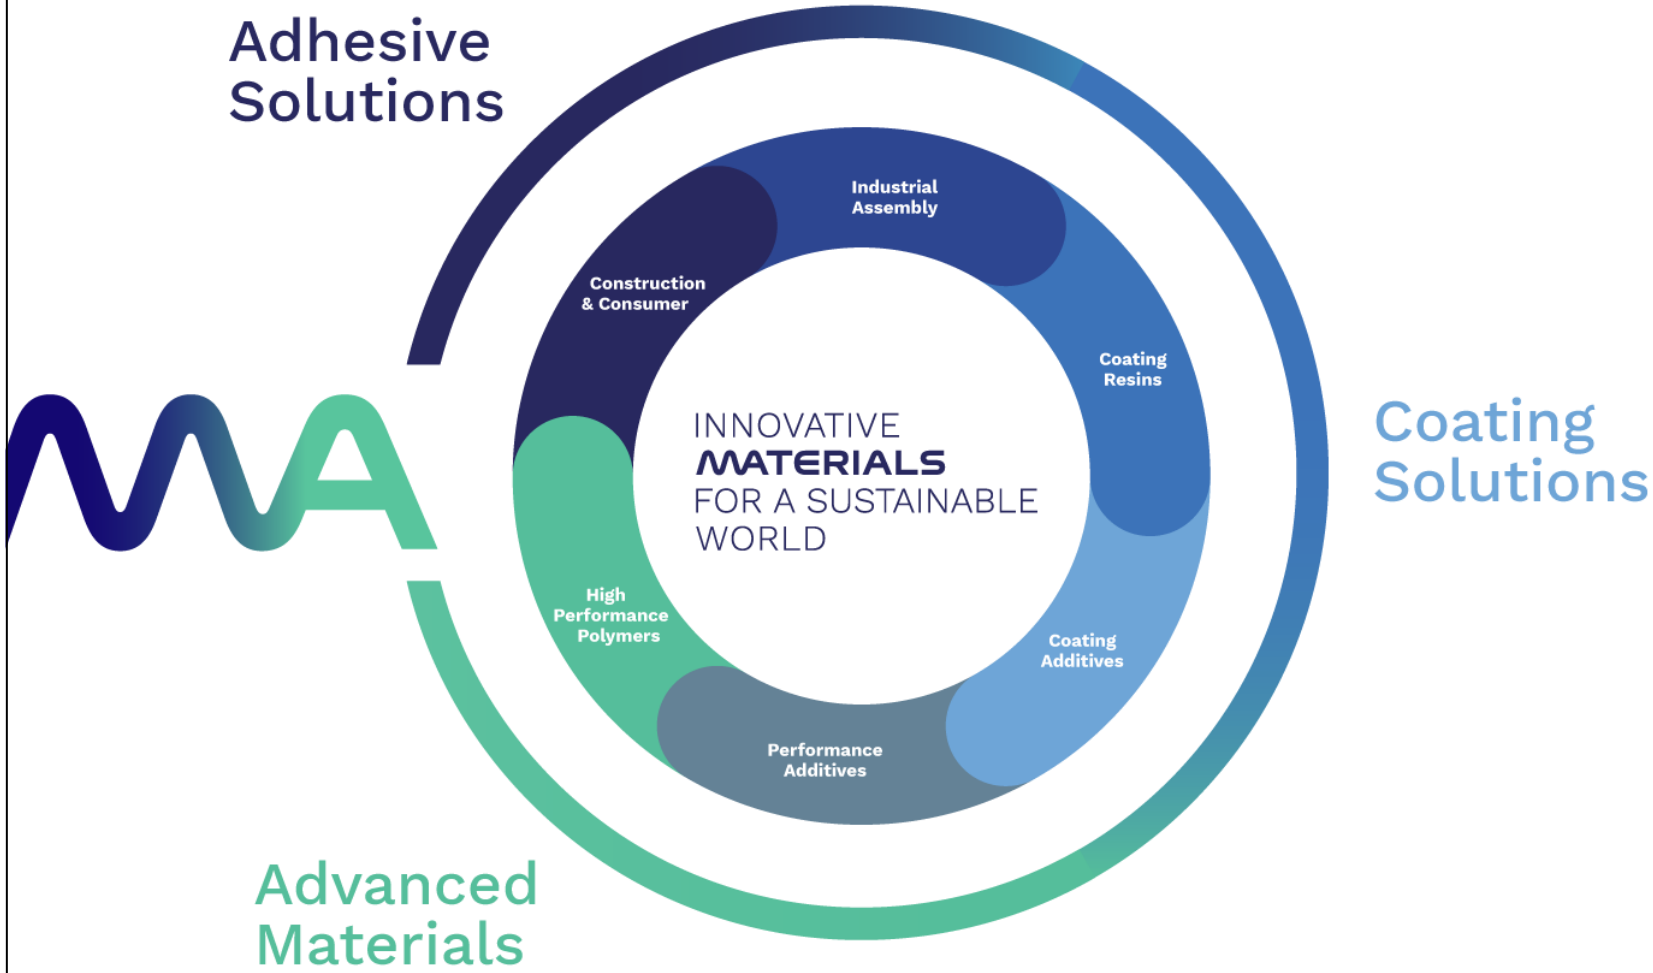 Adhesive
Solutions
Industrial
Assembly
Construction
& Consumer
Coating
Resins
INNOVATIVE
MATERIALS
FOR A SUSTAINABLE
WORLD
Coating
Solutions
High
Performance
Polymers
Coating
Additives
Performance
Additives
Advanced
Materials